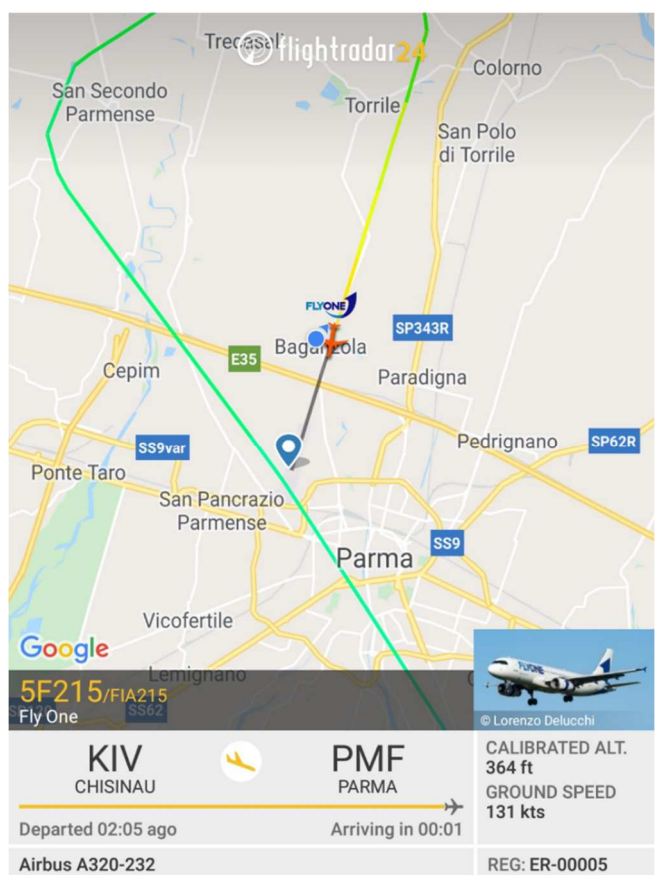 Trecasali
flightradar24
Colorno
San Secondo
Parmense
Torrile
San Polo
di Torrile
FLYONE
SP343R
Baganzola
E35
Cepim
Paradigna
SS9var
Pedrignano
SP62R
Ponte Taro
San Pancrazio
Parmense
SS9
Parma
Vicofertile
Google
Lemignano
5F215/FIA215
SS62
Fly One
FLYONE
© Lorenzo Delucchi
KIV
CHISINAU
PMF
PARMA
CALIBRATED ALT.
364 ft
GROUND SPEED
131 kts
Departed 02:05 ago
Arriving in 00:01
Airbus A320-232
REG: ER-00005